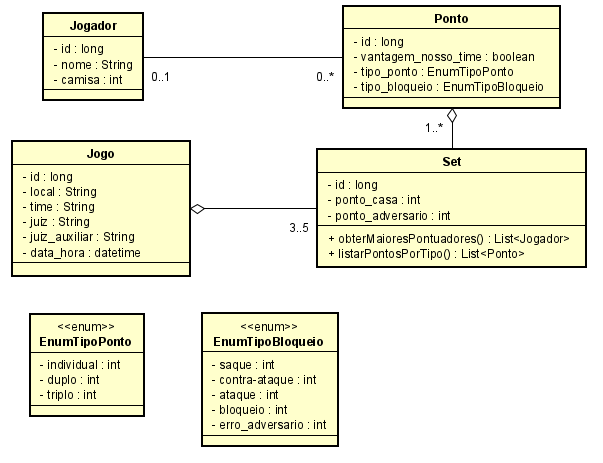 Jogador
- id : long
- nome : String
- camisa : int
0..1
0..*
Ponto
- id : long
- vantagem_nosso_time : boolean
- tipo_ponto : EnumTipoPonto
- tipo_bloqueio : EnumTipoBloqueio
1..*
Jogo
- id : long
- local : String
- time : String
- juiz : String
- juiz_auxiliar : String
- data_hora : datetime
3..5
Set
- id : long
- ponto_casa : int
- ponto_adversario : int
+ obterMaioresPontuadores() : List<Jogador>
+ listarPontosPorTipo() : List<Ponto>
<<enum>>
EnumTipoPonto
- individual : int
- duplo : int
- triplo : int
<<enum>>
EnumTipoBloqueio
- saque : int
- contra-ataque : int
- ataque : int
- bloqueio : int
- erro_adversario : int